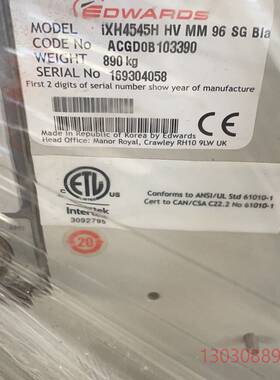 EDWARDS
MODEL iXH4545H HV MM 96 SG Bla
CODE No ACGD0B103390
WEIGHT 890 kg
SERIAL No 169304058
First 2 digits of serial number show year of manufacture
Made in Republic of Korea by Edwards
Head Office: Manor Royal, Crawley RH10 9LW UK
ETL
Intertek
3092795
Conforms to ANSI/UL Std 61010-1
Cert to CAN/CSA C22.2 No 61010-1
20
13030889